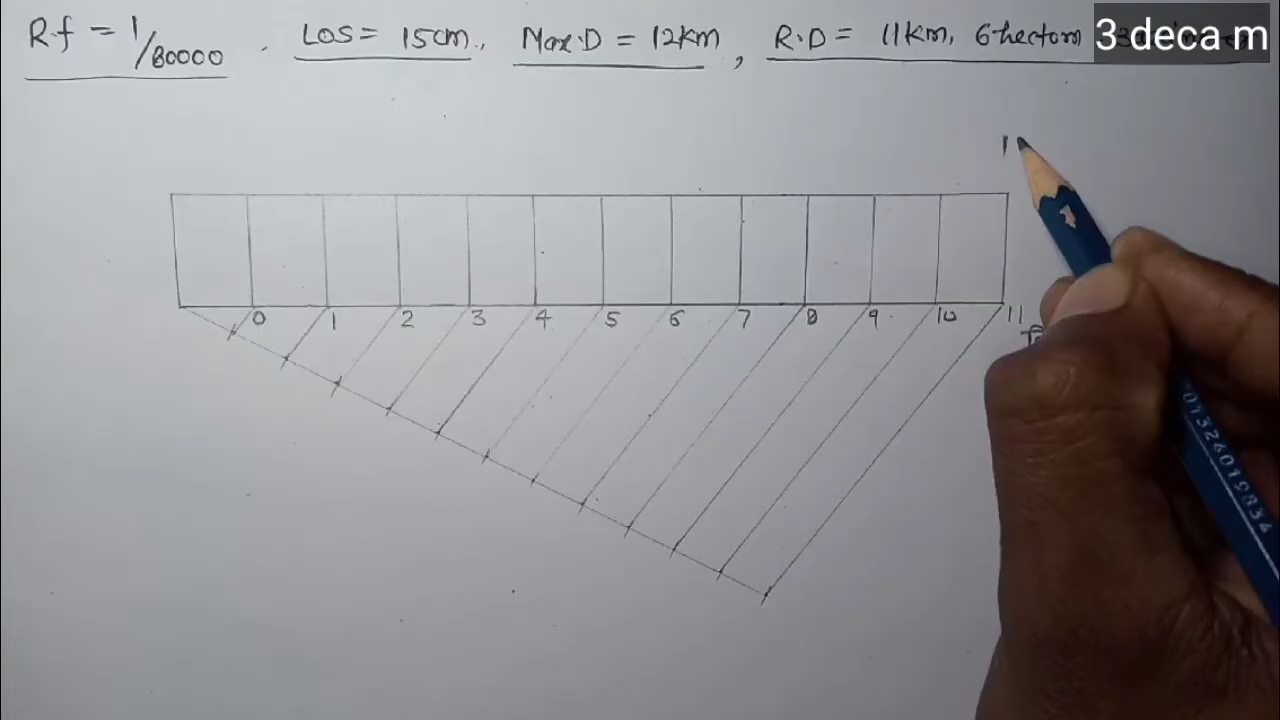 R.f = 1/80000 . LOS = 15cm., Max.D = 12km, R.D = 11km, 6 hectom 3 deca m
0 1 2 3 4 5 6 7 8 9 10 11